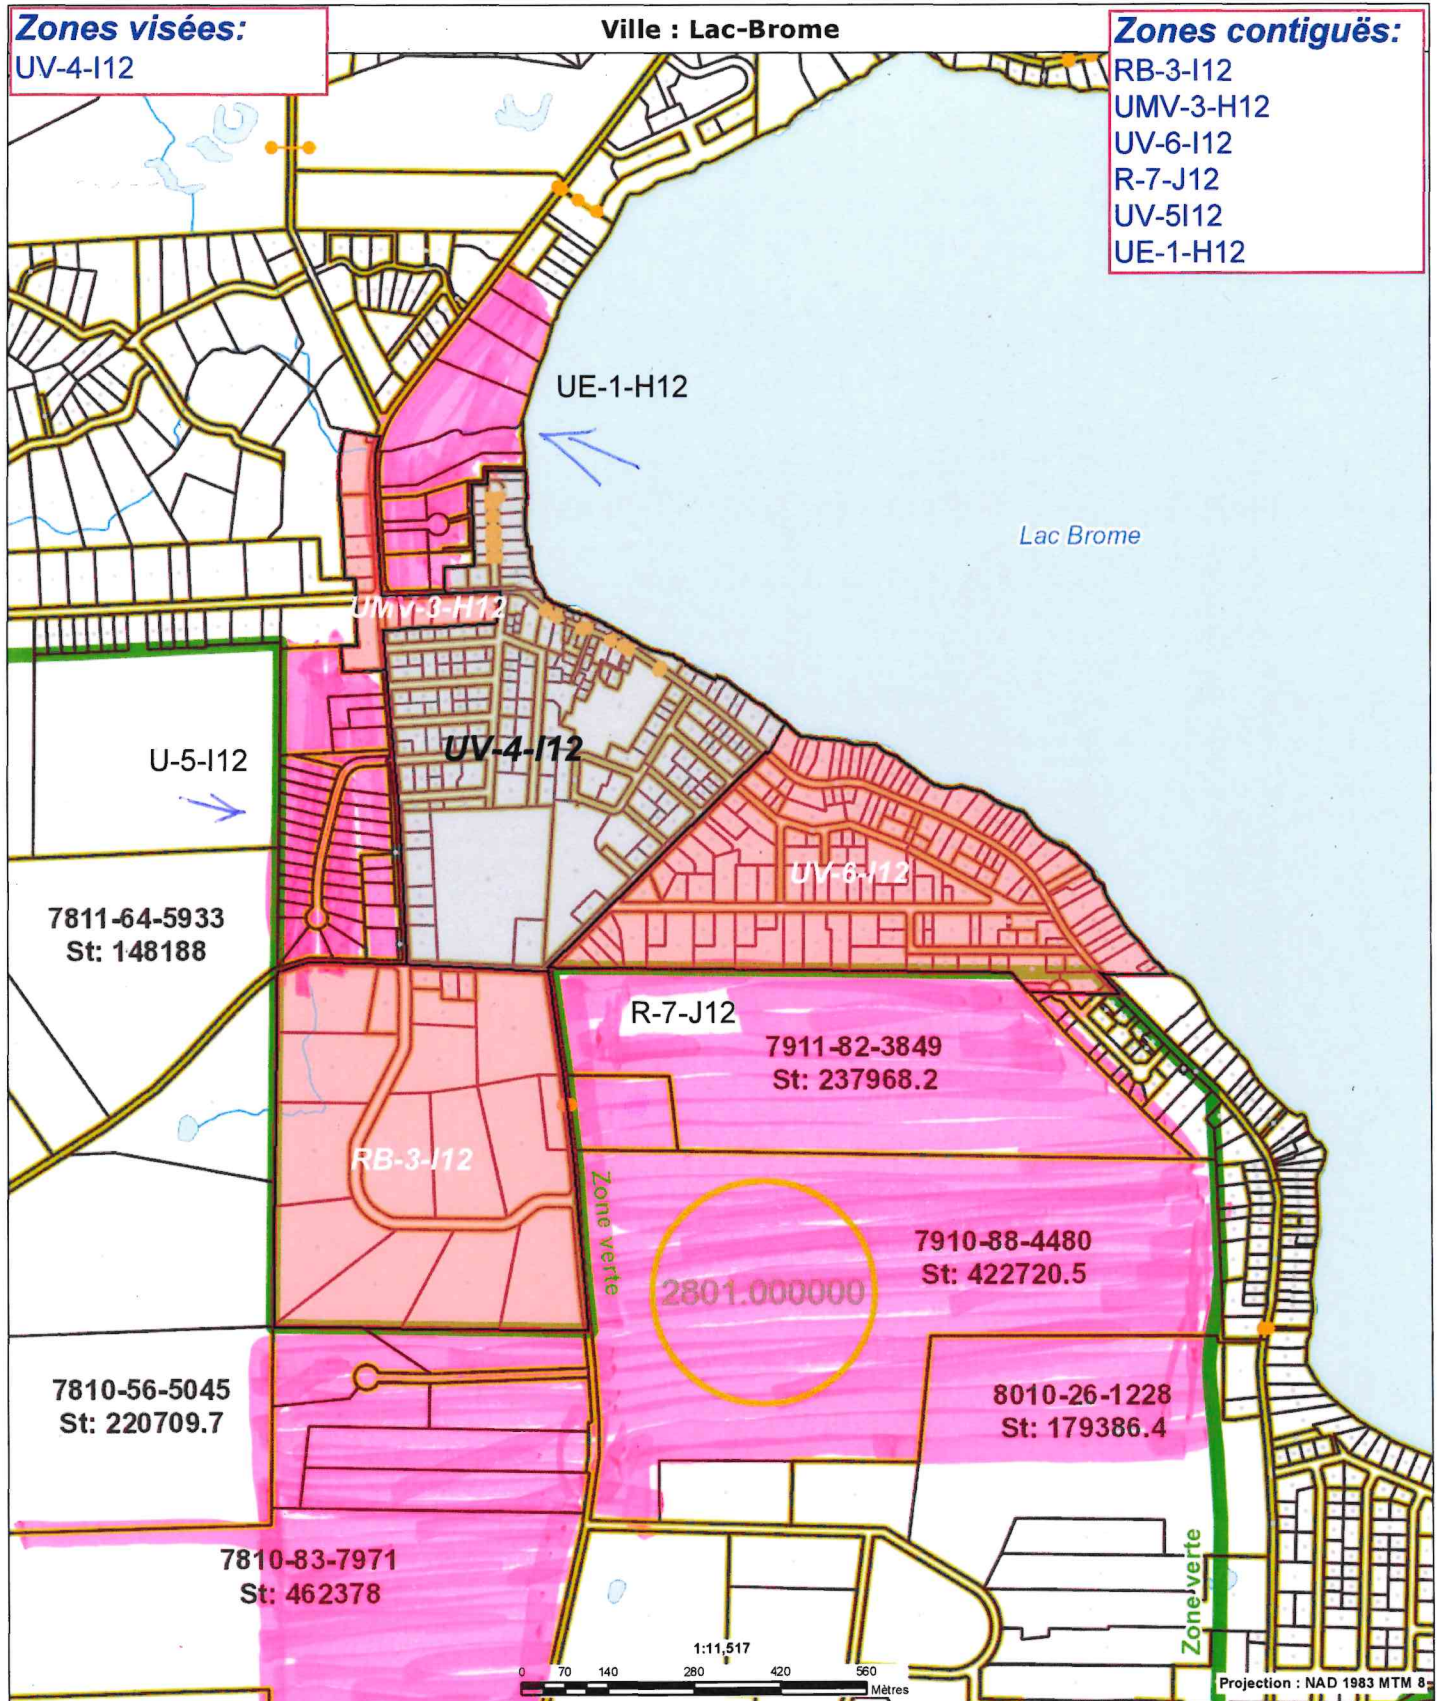 Zones visées:
UV-4-I12
Ville : Lac-Brome
Zones contiguës:
RB-3-I12
UMV-3-H12
UV-6-I12
R-7-J12
UV-5I12
UE-1-H12
UE-1-H12
Lac Brome
UMV-3-H12
U-5-I12
UV-4-I12
UV-6-I12
7811-64-5933
St: 148188
R-7-J12
7911-82-3849
St: 237968.2
RB-3-I12
Zone verte
7910-88-4480
St: 422720.5
2801.000000
7810-56-5045
St: 220709.7
8010-26-1228
St: 179386.4
7810-83-7971
St: 462378
Zone verte
1:11,517
0 70 140 280 420 560
Mètres
Projection : NAD 1983 MTM 8